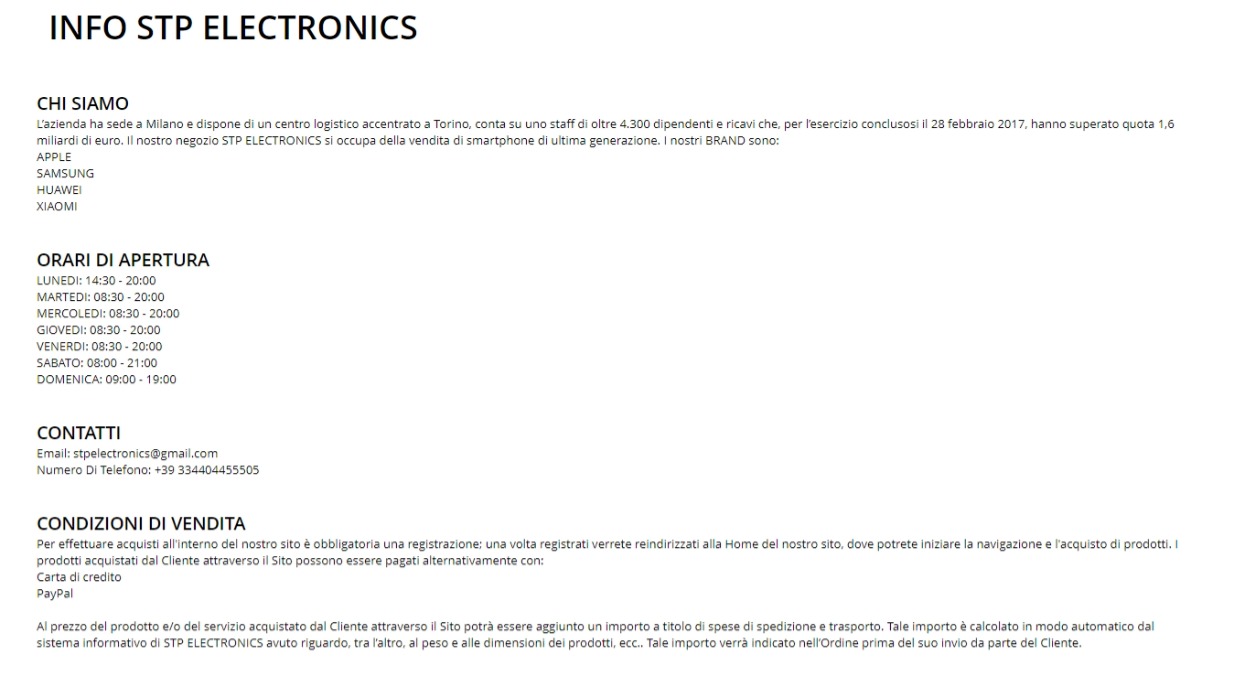 INFO STP ELECTRONICS
CHI SIAMO
L'azienda ha sede a Milano e dispone di un centro logistico accentrato a Torino, conta su uno staff di oltre 4.300 dipendenti e ricavi che, per l'esercizio conclusosi il 28 febbraio 2017, hanno superato quota 1,6
miliardi di euro. Il nostro negozio STP ELECTRONICS si occupa della vendita di smartphone di ultima generazione. I nostri BRAND sono:
APPLE
SAMSUNG
HUAWEI
XIAOMI
ORARI DI APERTURA
LUNEDI: 14:30 - 20:00
MARTEDI: 08:30 - 20:00
MERCOLEDI: 08:30 - 20:00
GIOVEDI: 08:30 - 20:00
VENERDI: 08:30 - 20:00
SABATO: 08:00 - 21:00
DOMENICA: 09:00 - 19:00
CONTATTI
Email: stpelectronics@gmail.com
Numero Di Telefono: +39 334404455505
CONDIZIONI DI VENDITA
Per effettuare acquisti all'interno del nostro sito è obbligatoria una registrazione; una volta registrati verrete reindirizzati alla Home del nostro sito, dove potrete iniziare la navigazione e l'acquisto di prodotti. I
prodotti acquistati dal Cliente attraverso il Sito possono essere pagati alternativamente con:
Carta di credito
PayPal
Al prezzo del prodotto e/o del servizio acquistato dal Cliente attraverso il Sito potrà essere aggiunto un importo a titolo di spese di spedizione e trasporto. Tale importo è calcolato in modo automatico dal
sistema informativo di STP ELECTRONICS avuto riguardo, tra l'altro, al peso e alle dimensioni dei prodotti, ecc.. Tale importo verrà indicato nell'Ordine prima del suo invio da parte del Cliente.